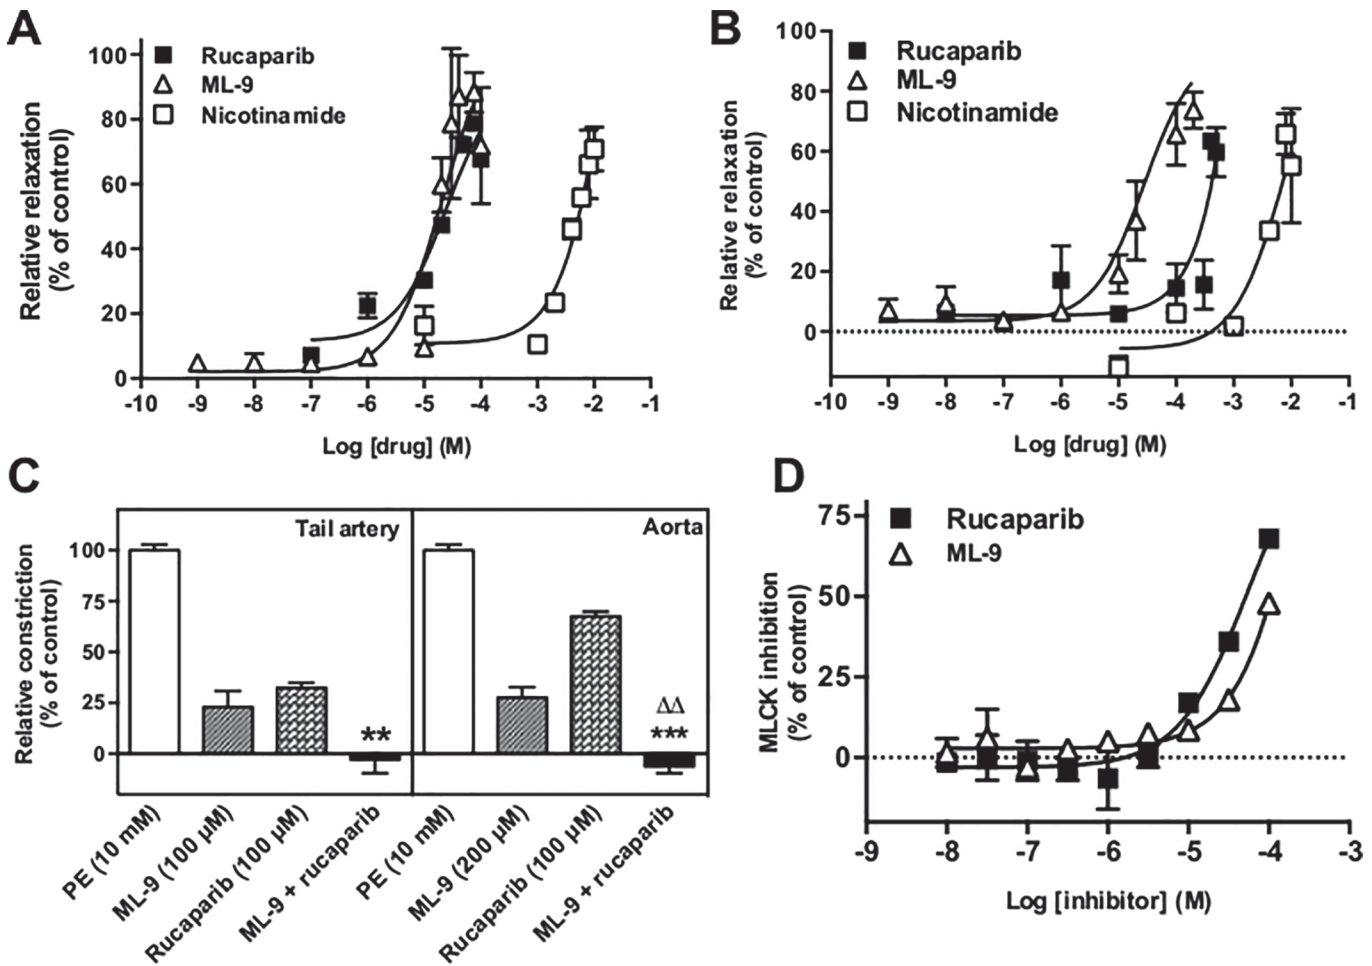 A
Rucaparib
ML-9
Nicotinamide
Relative relaxation
(% of control)
100
80
60
40
20
0
-10 -9 -8 -7 -6 -5 -4 -3 -2 -1
Log [drug] (M)
B
Rucaparib
ML-9
Nicotinamide
Relative relaxation
(% of control)
100
80
60
40
20
0
-10 -9 -8 -7 -6 -5 -4 -3 -2 -1
Log [drug] (M)
C
Tail artery
Aorta
Relative constriction
(% of control)
100
75
50
25
0
**
ΔΔ
***
PE (10 mM)
ML-9 (100 µM)
Rucaparib (100 µM)
ML-9 + rucaparib
PE (10 mM)
ML-9 (200 µM)
Rucaparib (100 µM)
ML-9 + rucaparib
D
Rucaparib
ML-9
MLCK inhibition
(% of control)
75
50
25
0
-9 -8 -7 -6 -5 -4 -3
Log [inhibitor] (M)